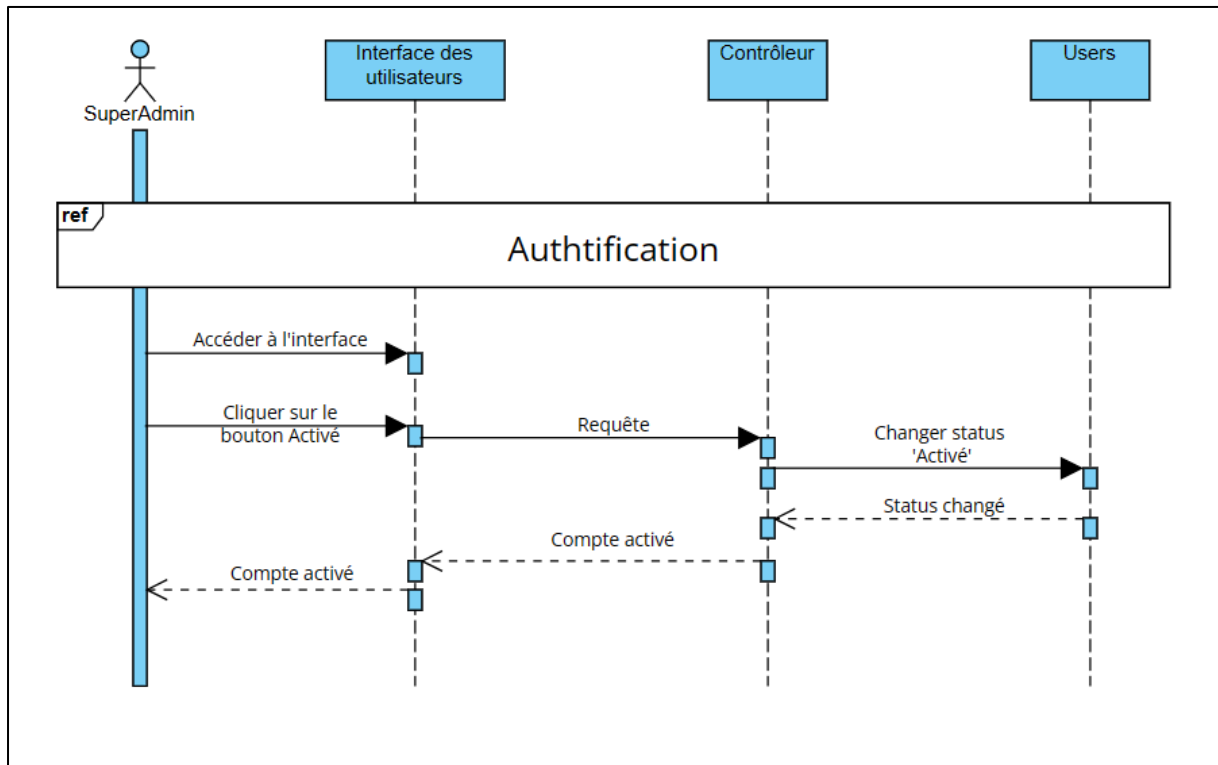 SuperAdmin
Interface des
utilisateurs
Contrôleur
Users
ref
Authtification
Accéder à l'interface
Cliquer sur le
bouton Activé
Requête
Changer status
'Activé'
Status changé
Compte activé
Compte activé